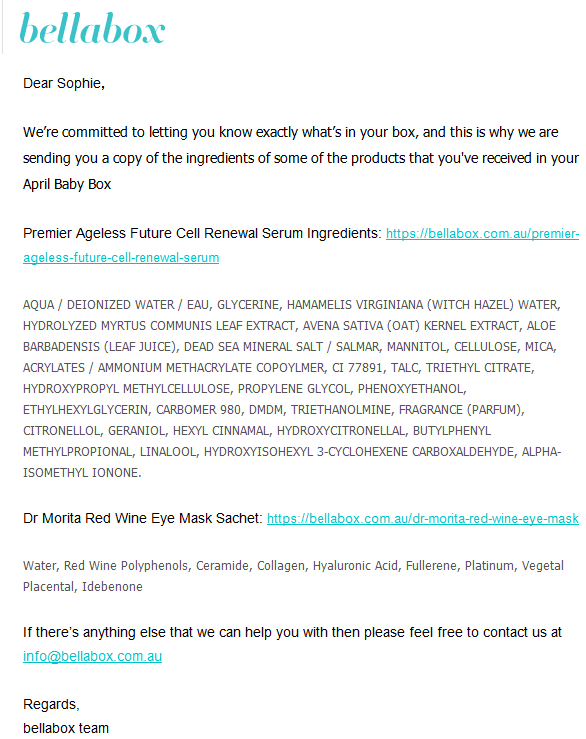 bellabox
Dear Sophie,
We're committed to letting you know exactly what's in your box, and this is why we are
sending you a copy of the ingredients of some of the products that you've received in your
April Baby Box
Premier Ageless Future Cell Renewal Serum Ingredients: https://bellabox.com.au/premier-
ageless-future-cell-renewal-serum
AQUA / DEIONIZED WATER / EAU, GLYCERINE, HAMAMELIS VIRGINIANA (WITCH HAZEL) WATER,
HYDROLYZED MYRTUS COMMUNIS LEAF EXTRACT, AVENA SATIVA (OAT) KERNEL EXTRACT, ALOE
BARBADENSIS (LEAF JUICE), DEAD SEA MINERAL SALT / SALMAR, MANNITOL, CELLULOSE, MICA,
ACRYLATES / AMMONIUM METHACRYLATE COPOYLMER, CI 77891, TALC, TRIETHYL CITRATE,
HYDROXYPROPYL METHYLCELLULOSE, PROPYLENE GLYCOL, PHENOXYETHANOL,
ETHYLHEXYLGLYCERIN, CARBOMER 980, DMDM, TRIETHANOLMINE, FRAGRANCE (PARFUM),
CITRONELLOL, GERANIOL, HEXYL CINNAMAL, HYDROXYCITRONELLAL, BUTYLPHENYL
METHYLPROPIONAL, LINALOOL, HYDROXYISOHEXYL 3-CYCLOHEXENE CARBOXALDEHYDE, ALPHA-
ISOMETHYL IONONE.
Dr Morita Red Wine Eye Mask Sachet: https://bellabox.com.au/dr-morita-red-wine-eye-mask
Water, Red Wine Polyphenols, Ceramide, Collagen, Hyaluronic Acid, Fullerene, Platinum, Vegetal
Placental, Idebenone
If there's anything else that we can help you with then please feel free to contact us at
info@bellabox.com.au
Regards,
bellabox team